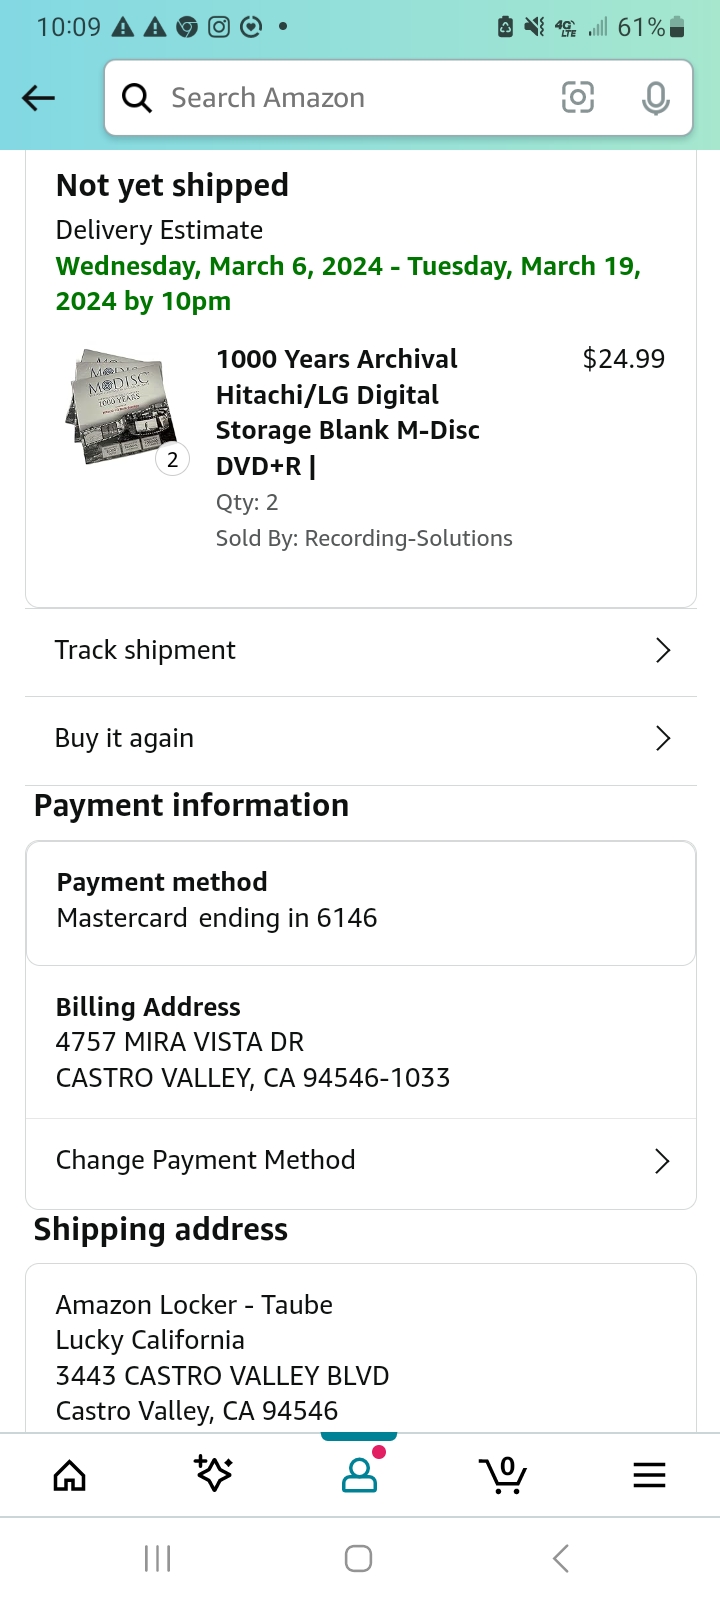 10:09
4G LTE 61%
Search Amazon
Not yet shipped
Delivery Estimate
Wednesday, March 6, 2024 - Tuesday, March 19,
2024 by 10pm
MODISC
1000 YEARS
2
1000 Years Archival
$24.99
Hitachi/LG Digital
Storage Blank M-Disc
DVD+R |
Qty: 2
Sold By: Recording-Solutions
Track shipment
Buy it again
Payment information
Payment method
Mastercard ending in 6146
Billing Address
4757 MIRA VISTA DR
CASTRO VALLEY, CA 94546-1033
Change Payment Method
Shipping address
Amazon Locker - Taube
Lucky California
3443 CASTRO VALLEY BLVD
Castro Valley, CA 94546
0